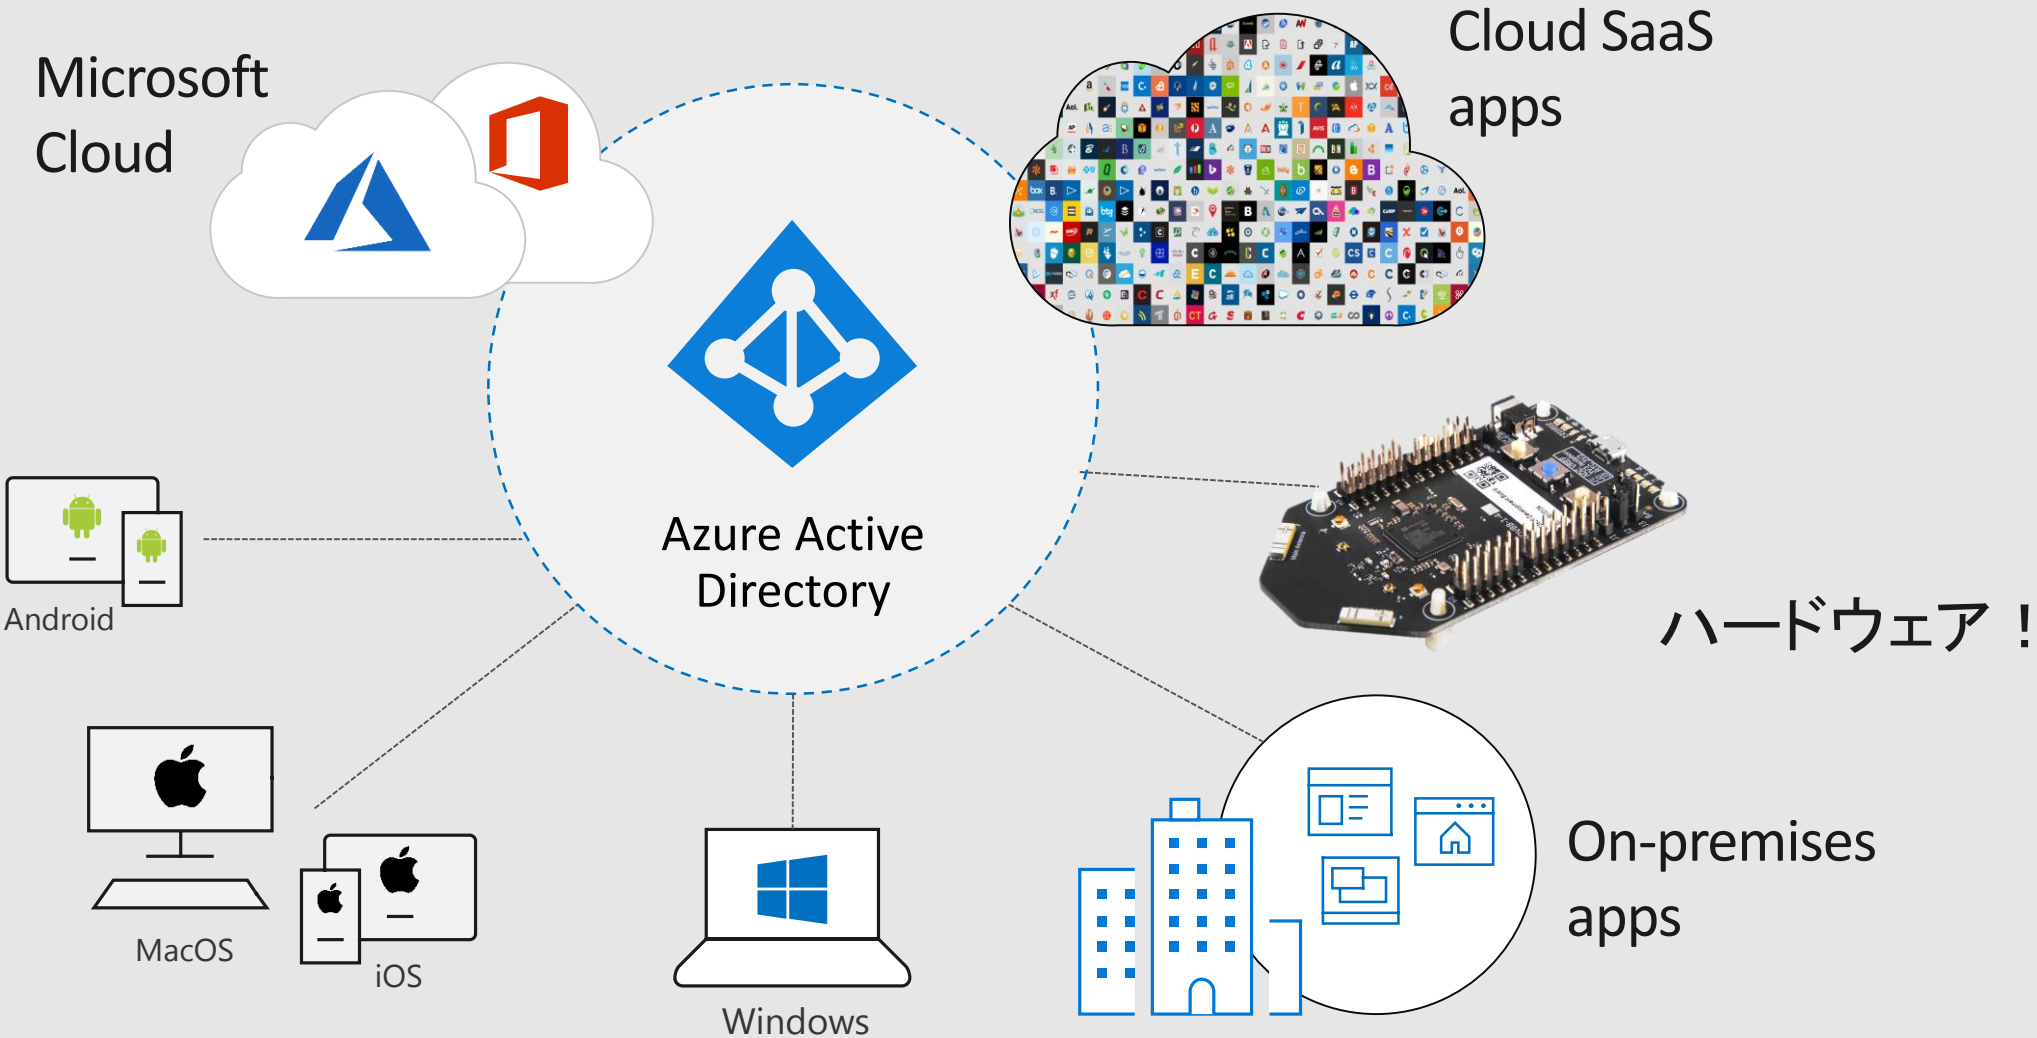 Microsoft
Cloud
Cloud SaaS
apps
Azure Active
Directory
Android
ハードウェア！
MacOS
iOS
Windows
On-premises
apps